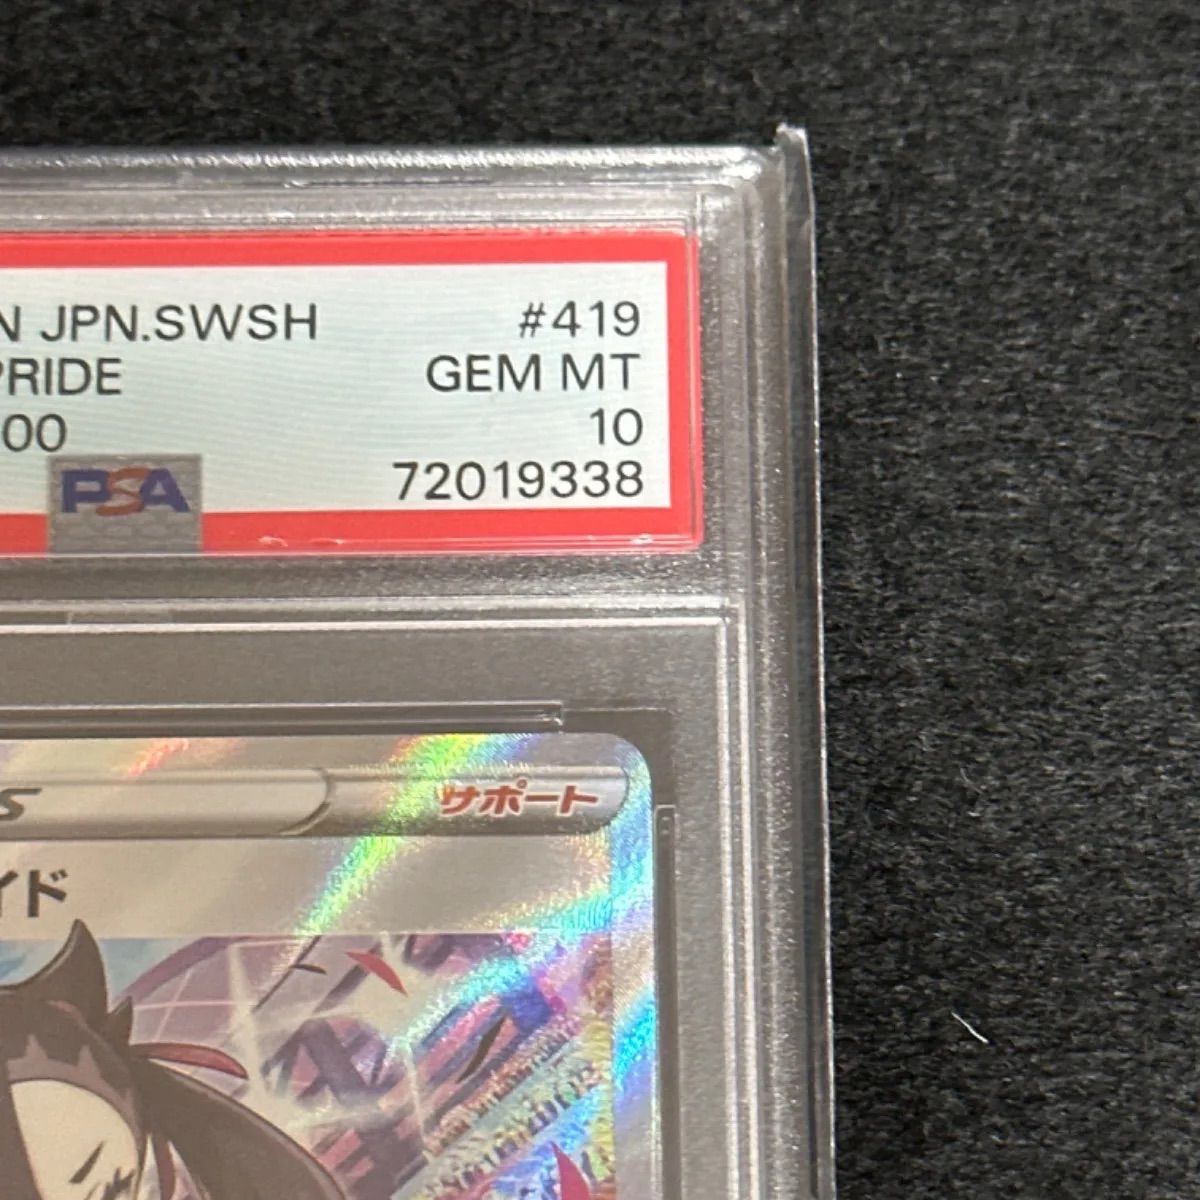 N JPN.SWSH #419
PRIDE GEM MT
00 10
PSA 72019338
S サポート
イド